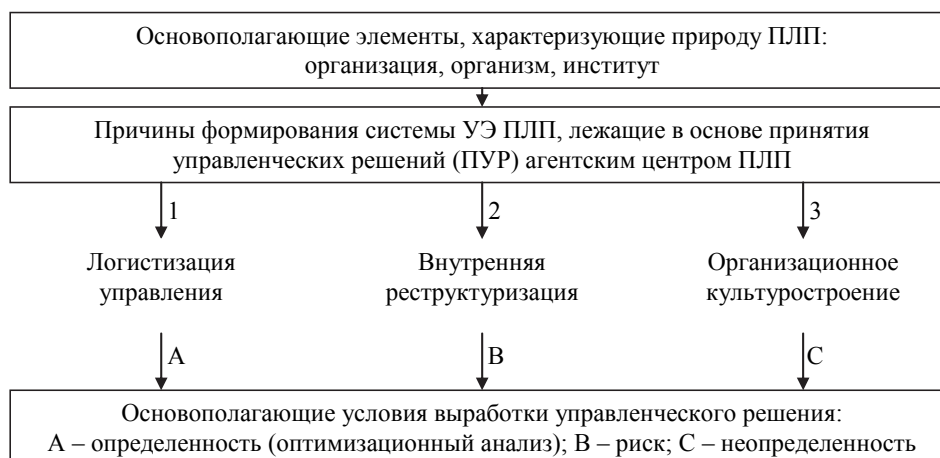 Основополагающие элементы, характеризующие природу ПЛП:
организация, организм, институт
Причины формирования системы УЭ ПЛП, лежащие в основе принятия
управленческих решений (ПУР) агентским центром ПЛП
1
2
3
Логистизация
управления
Внутренняя
реструктуризация
Организационное
культуростроение
А
В
С
Основополагающие условия выработки управленческого решения:
А – определенность (оптимизационный анализ); В – риск; С – неопределенность